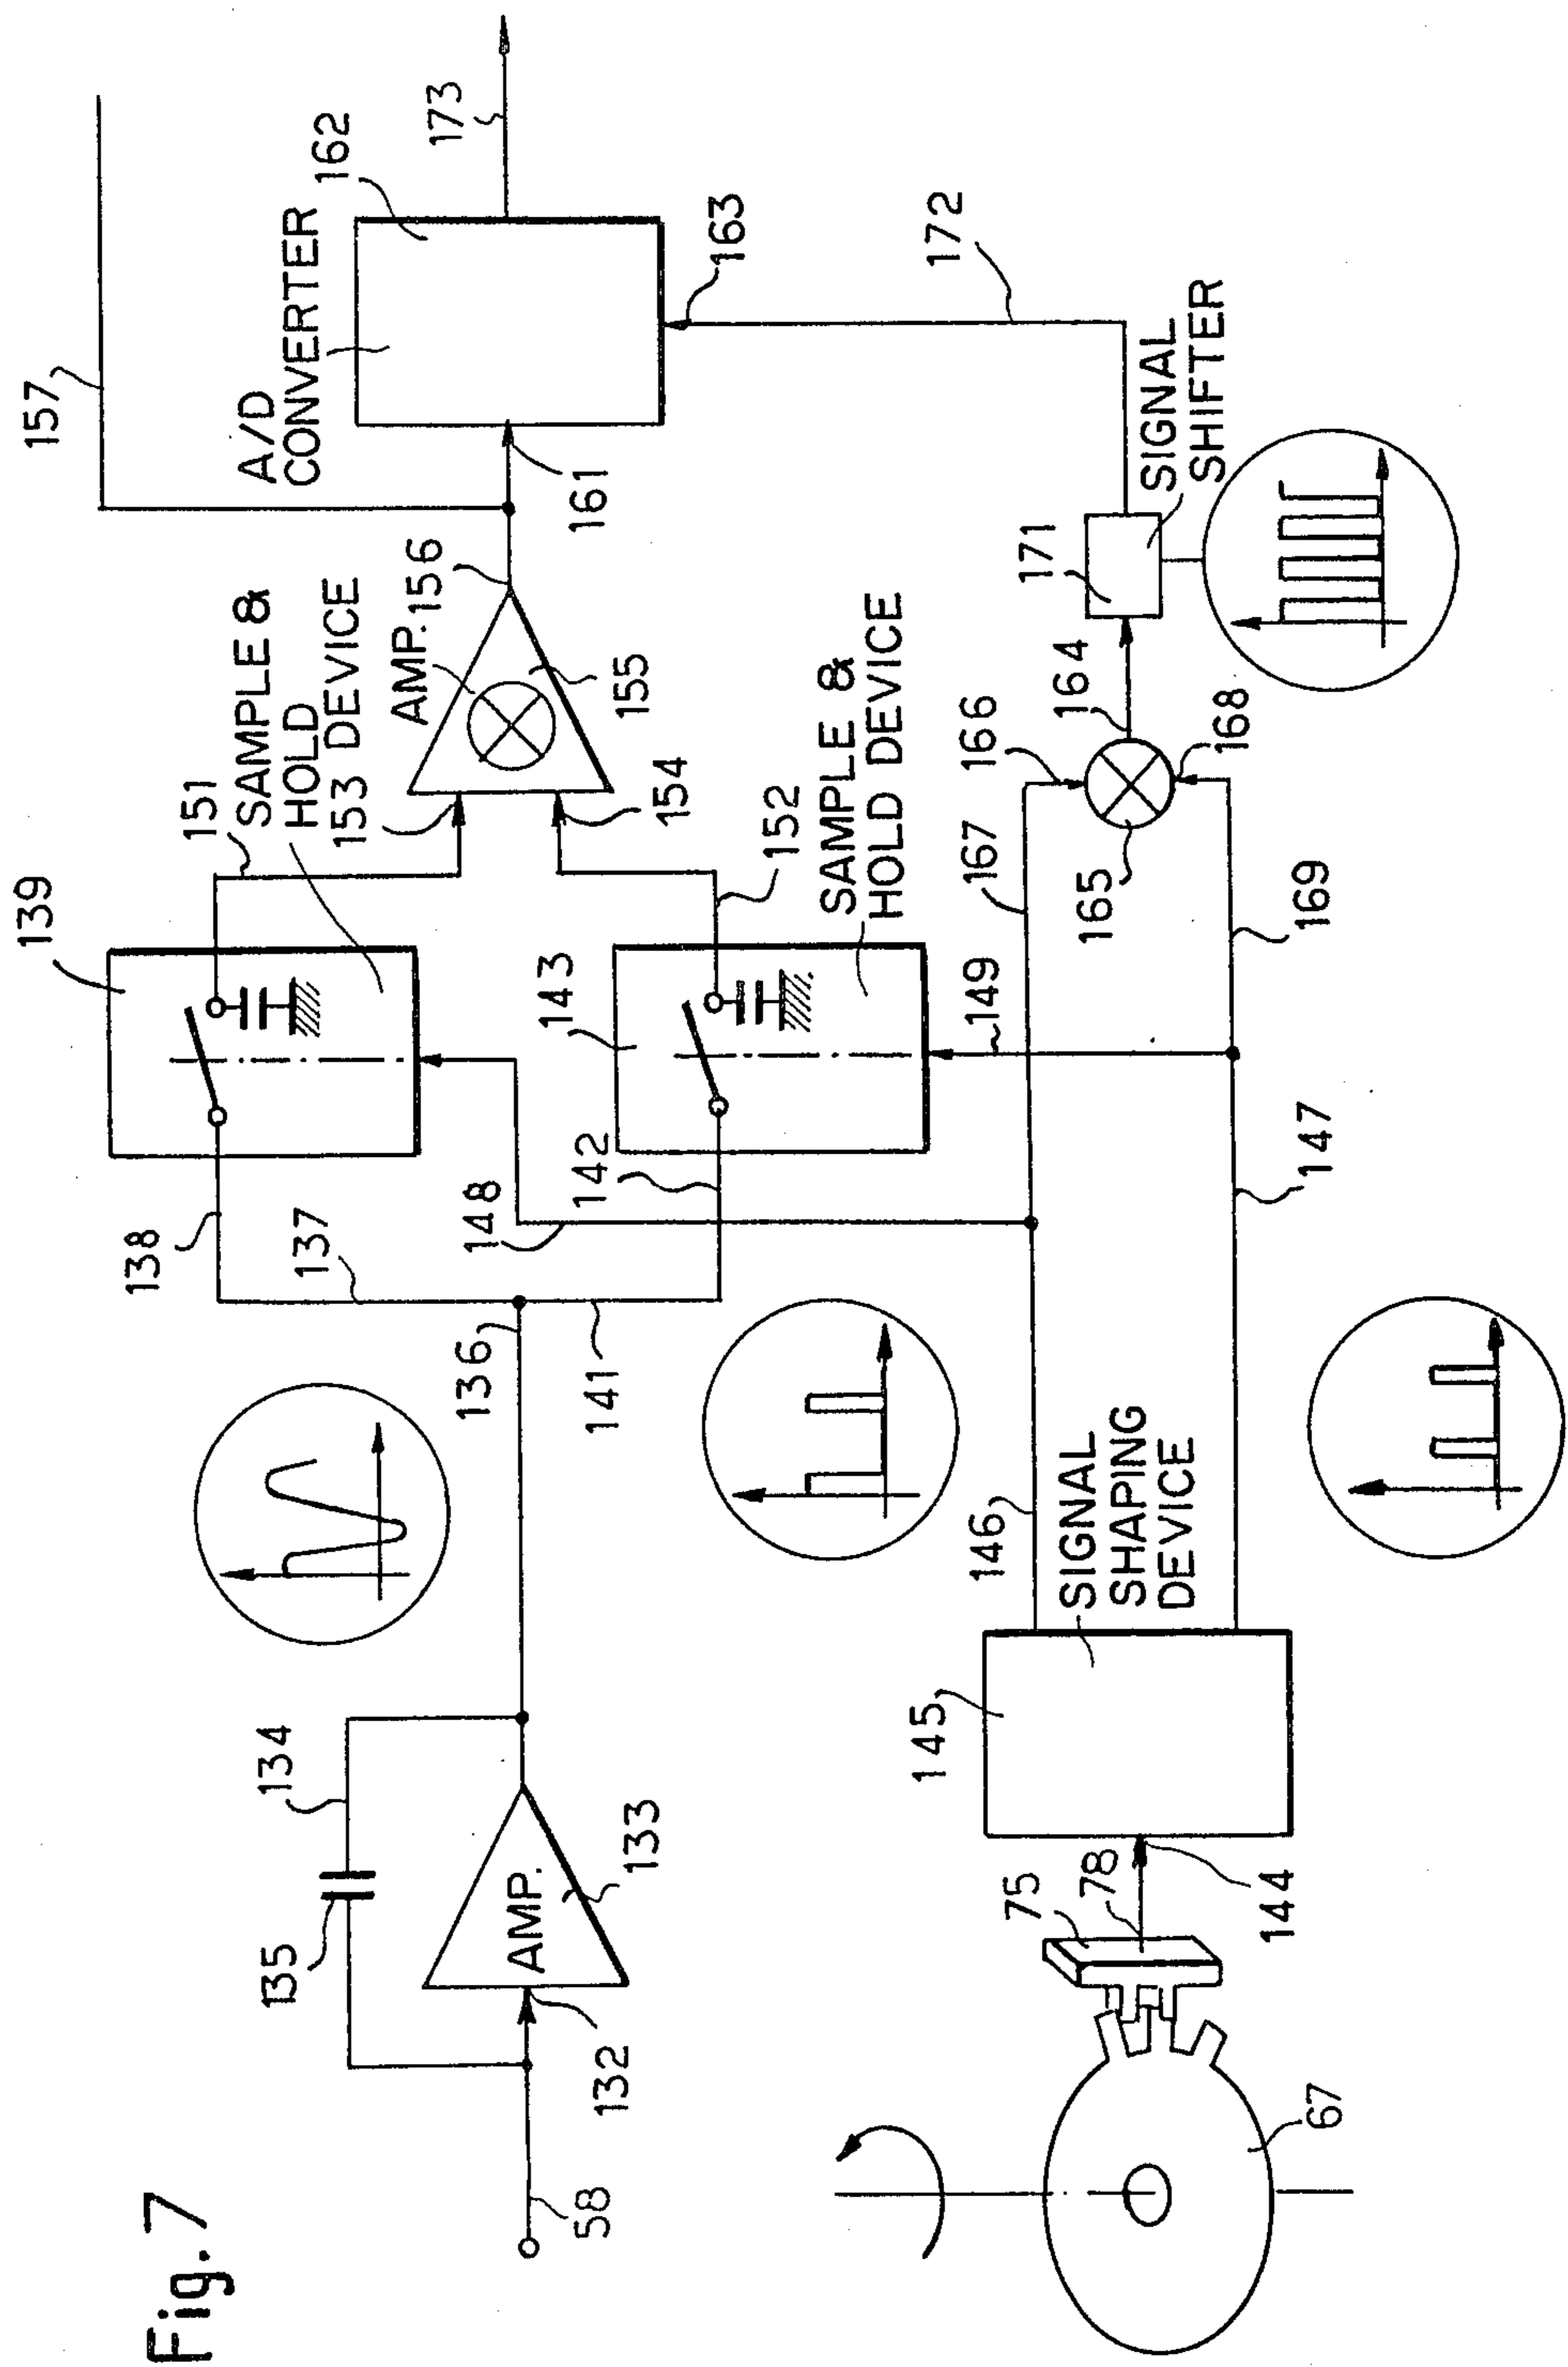 Fig. 7
157
139
173
162
A/D
CONVERTER
151
SAMPLE &
HOLD
153 DEVICE
138
137
161
163
AMP. 156
155
154
134
135
136
148
142
143
141
152
SAMPLE &
HOLD DEVICE
AMP.
133
132
58
172
149
167
166
164
171
SIGNAL
SHIFTER
165
168
169
146
145
SIGNAL
SHAPING
DEVICE
147
75
78
144
67